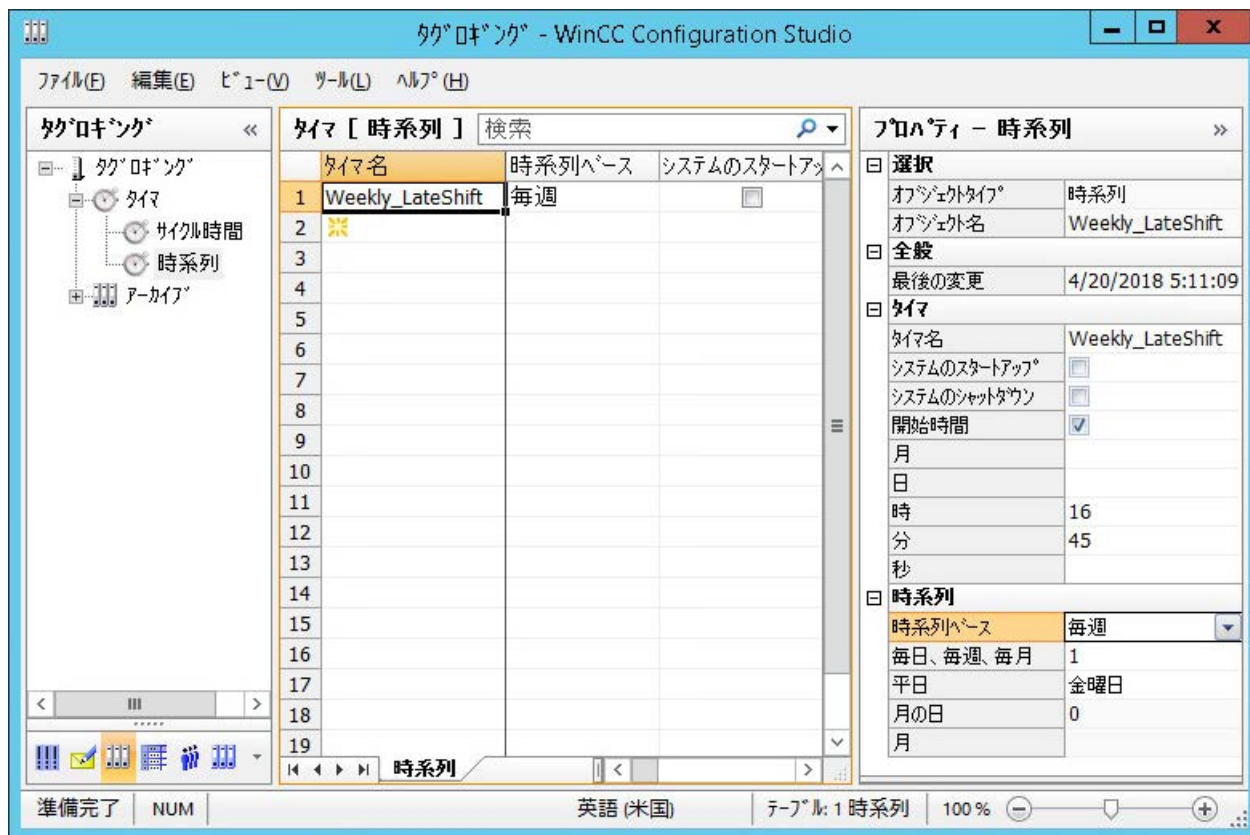 ﾀｸﾞﾛｷﾞﾝｸﾞ - WinCC Configuration Studio
ﾌｧｲﾙ(F) 編集(E) ﾋﾞｭｰ(V) ﾂｰﾙ(L) ﾍﾙﾌﾟ(H)
ﾀｸﾞﾛｷﾞﾝｸﾞ «
ﾀｸﾞﾛｷﾞﾝｸﾞ
ﾀｲﾏ
ｻｲｸﾙ時間
時系列
ｱｰｶｲﾌﾞ
ﾀｲﾏ [ 時系列 ] 検索
ﾀｲﾏ名 時系列ﾍﾞｰｽ ｼｽﾃﾑのｽﾀｰﾄｱｯ
1 Weekly_LateShift 毎週
2
3
4
5
6
7
8
9
10
11
12
13
14
15
16
17
18
19
時系列
ﾌﾟﾛﾊﾟﾃｨ - 時系列 »
選択
ｵﾌﾞｼﾞｪｸﾄﾀｲﾌﾟ 時系列
ｵﾌﾞｼﾞｪｸﾄ名 Weekly_LateShift
全般
最後の変更 4/20/2018 5:11:09
ﾀｲﾏ
ﾀｲﾏ名 Weekly_LateShift
ｼｽﾃﾑのｽﾀｰﾄｱｯﾌﾟ
ｼｽﾃﾑのｼｬｯﾄﾀﾞｳﾝ
開始時間
月
日
時 16
分 45
秒
時系列
時系列ﾍﾞｰｽ 毎週
毎日、毎週、毎月 1
平日 金曜日
月の日 0
月
準備完了 NUM 英語 (米国) ﾃｰﾌﾞﾙ: 1 時系列 100 %